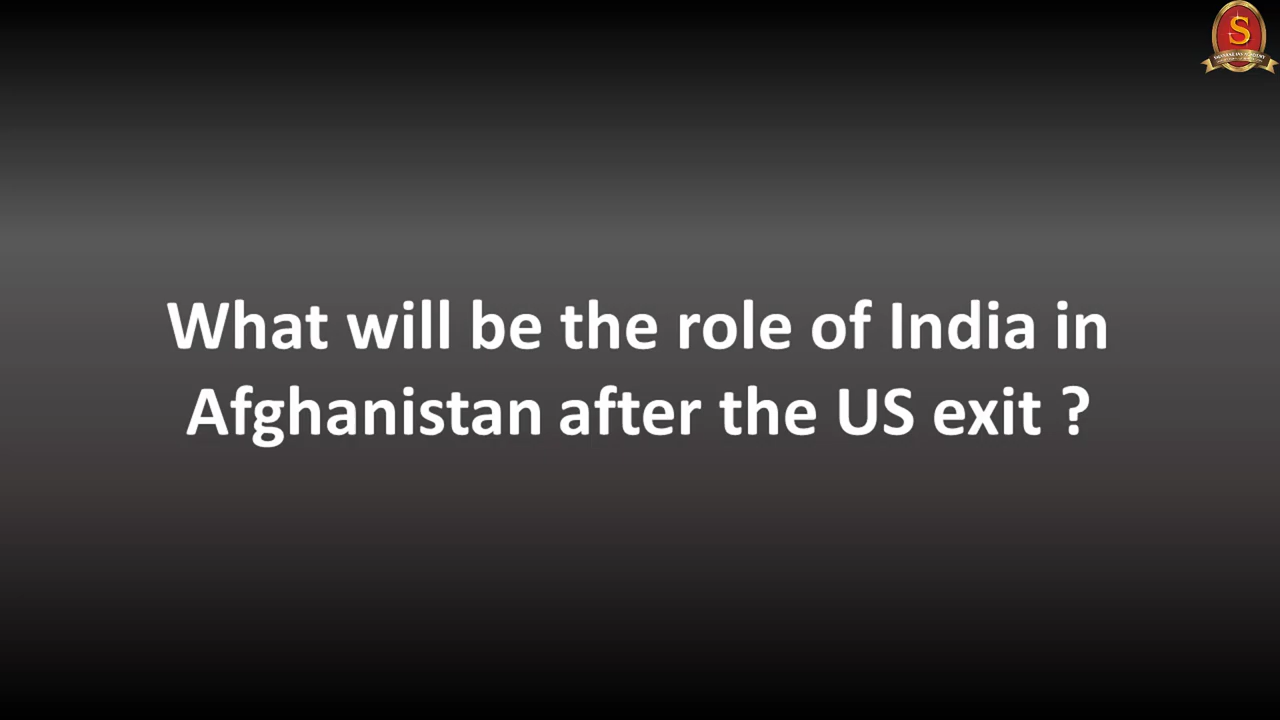 S
What will be the role of India in
Afghanistan after the US exit ?